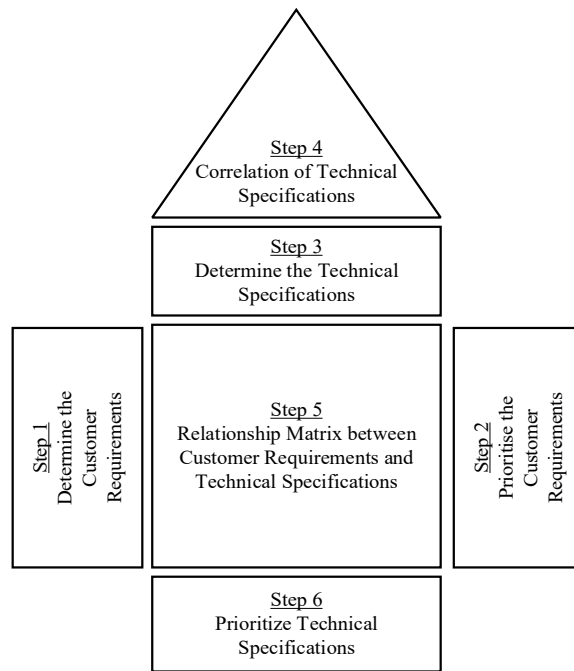 Step 4
Correlation of Technical
Specifications
Step 3
Determine the Technical
Specifications
Step 1
Determine the
Customer
Requirements
Step 5
Relationship Matrix between
Customer Requirements and
Technical Specifications
Step 2
Prioritise the
Customer
Requirements
Step 6
Prioritize Technical
Specifications